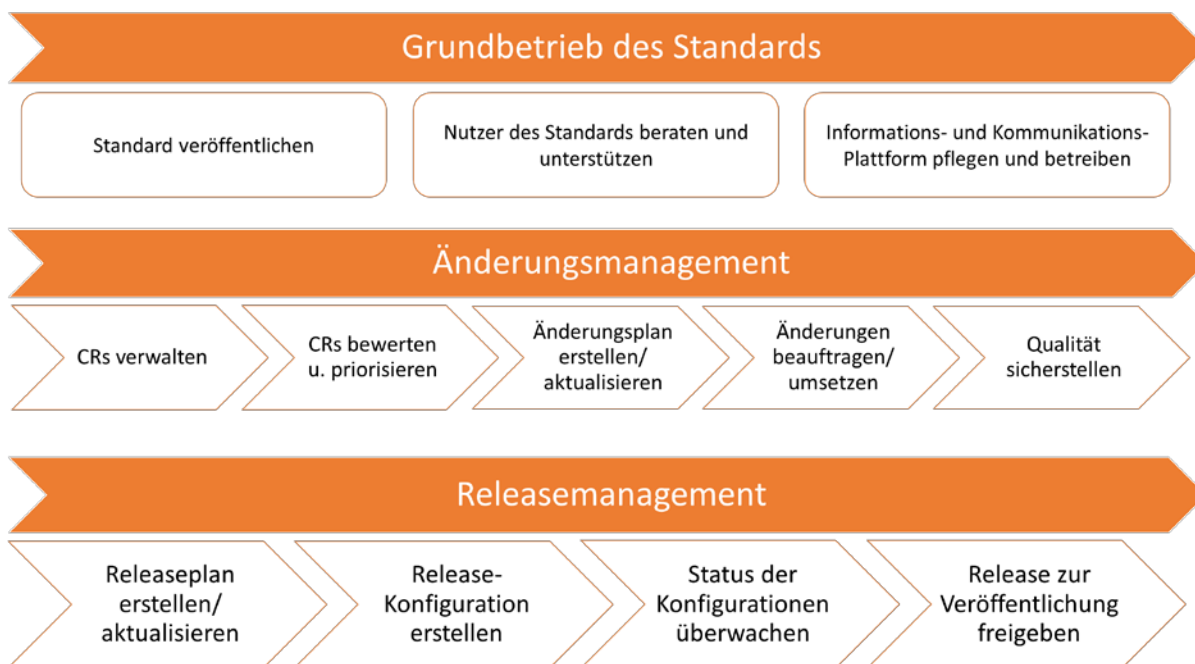 Grundbetrieb des Standards
Standard veröffentlichen
Nutzer des Standards beraten und
unterstützen
Informations- und Kommunikations-
Plattform pflegen und betreiben
Änderungsmanagement
CRs verwalten
CRs bewerten
u. priorisieren
Änderungsplan
erstellen/
aktualisieren
Änderungen
beauftragen/
umsetzen
Qualität
sicherstellen
Releasemanagement
Releaseplan
erstellen/
aktualisieren
Release-
Konfiguration
erstellen
Status der
Konfigurationen
überwachen
Release zur
Veröffentlichung
freigeben